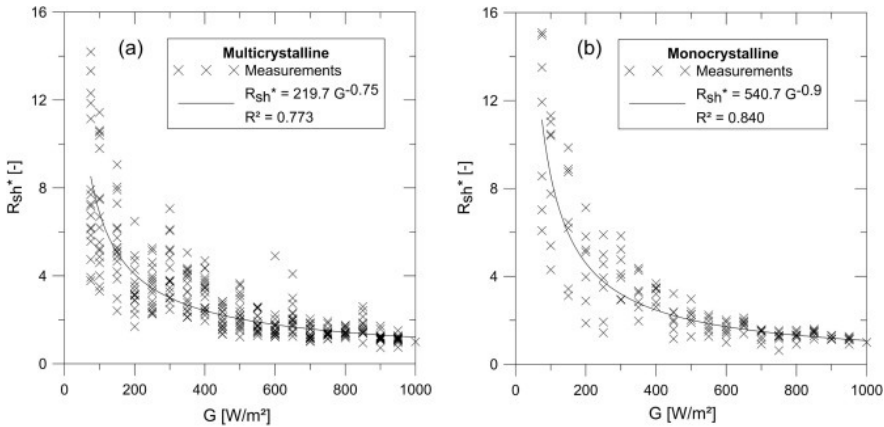 (a)
Multicrystalline
Measurements
Rsh* = 219.7 G^-0.75
R² = 0.773
Rsh* [-]
16
12
8
4
0
0 200 400 600 800 1000
G [W/m²]
(b)
Monocrystalline
Measurements
Rsh* = 540.7 G^-0.9
R² = 0.840
Rsh* [-]
16
12
8
4
0
0 200 400 600 800 1000
G [W/m²]